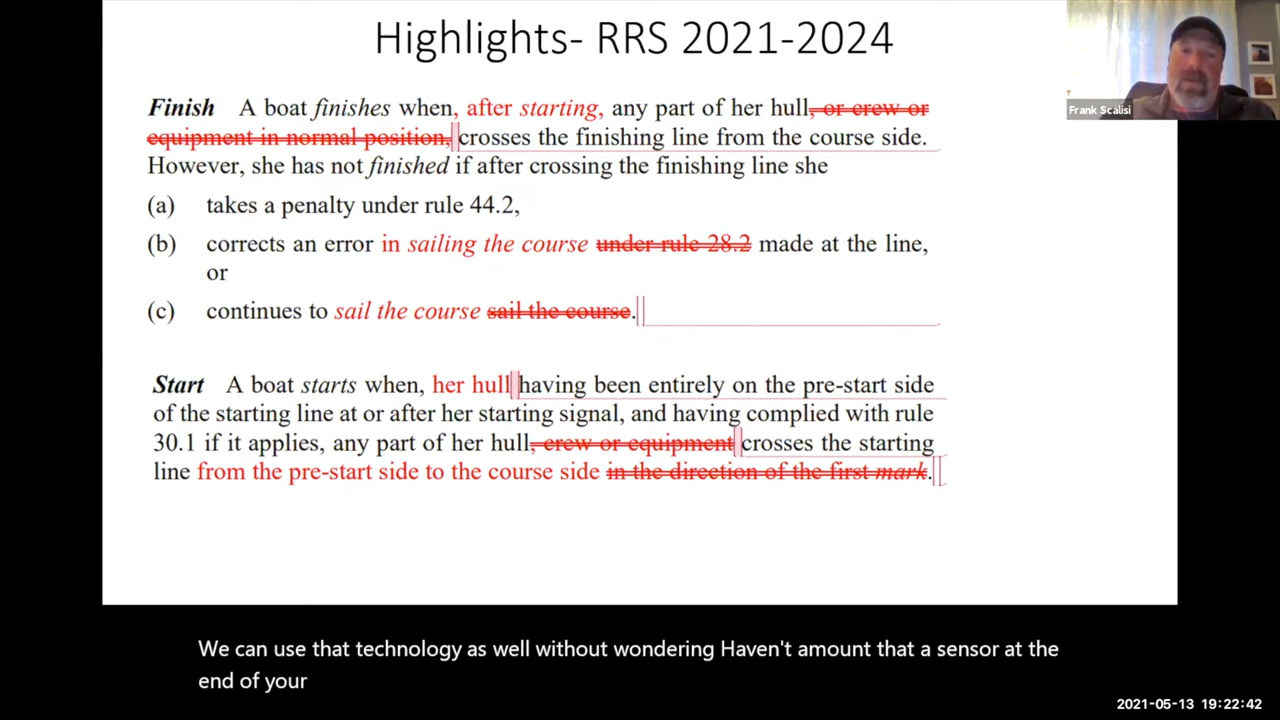 Highlights- RRS 2021-2024
Frank Scalisi
Finish A boat finishes when, after starting, any part of her hull, or crew or
equipment in normal position, crosses the finishing line from the course side.
However, she has not finished if after crossing the finishing line she
(a) takes a penalty under rule 44.2,
(b) corrects an error in sailing the course under rule 28.2 made at the line,
or
(c) continues to sail the course sail the course.
Start A boat starts when, her hull having been entirely on the pre-start side
of the starting line at or after her starting signal, and having complied with rule
30.1 if it applies, any part of her hull, crew or equipment crosses the starting
line from the pre-start side to the course side in the direction of the first mark.
We can use that technology as well without wondering Haven't amount that a sensor at the
end of your
2021-05-13 19:22:42